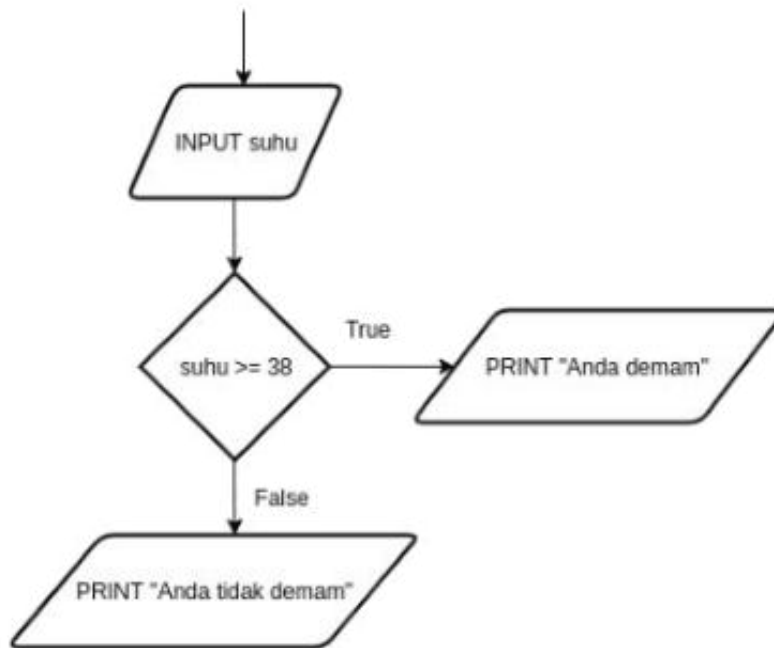 INPUT suhu
suhu >= 38
True
PRINT "Anda demam"
False
PRINT "Anda tidak demam"